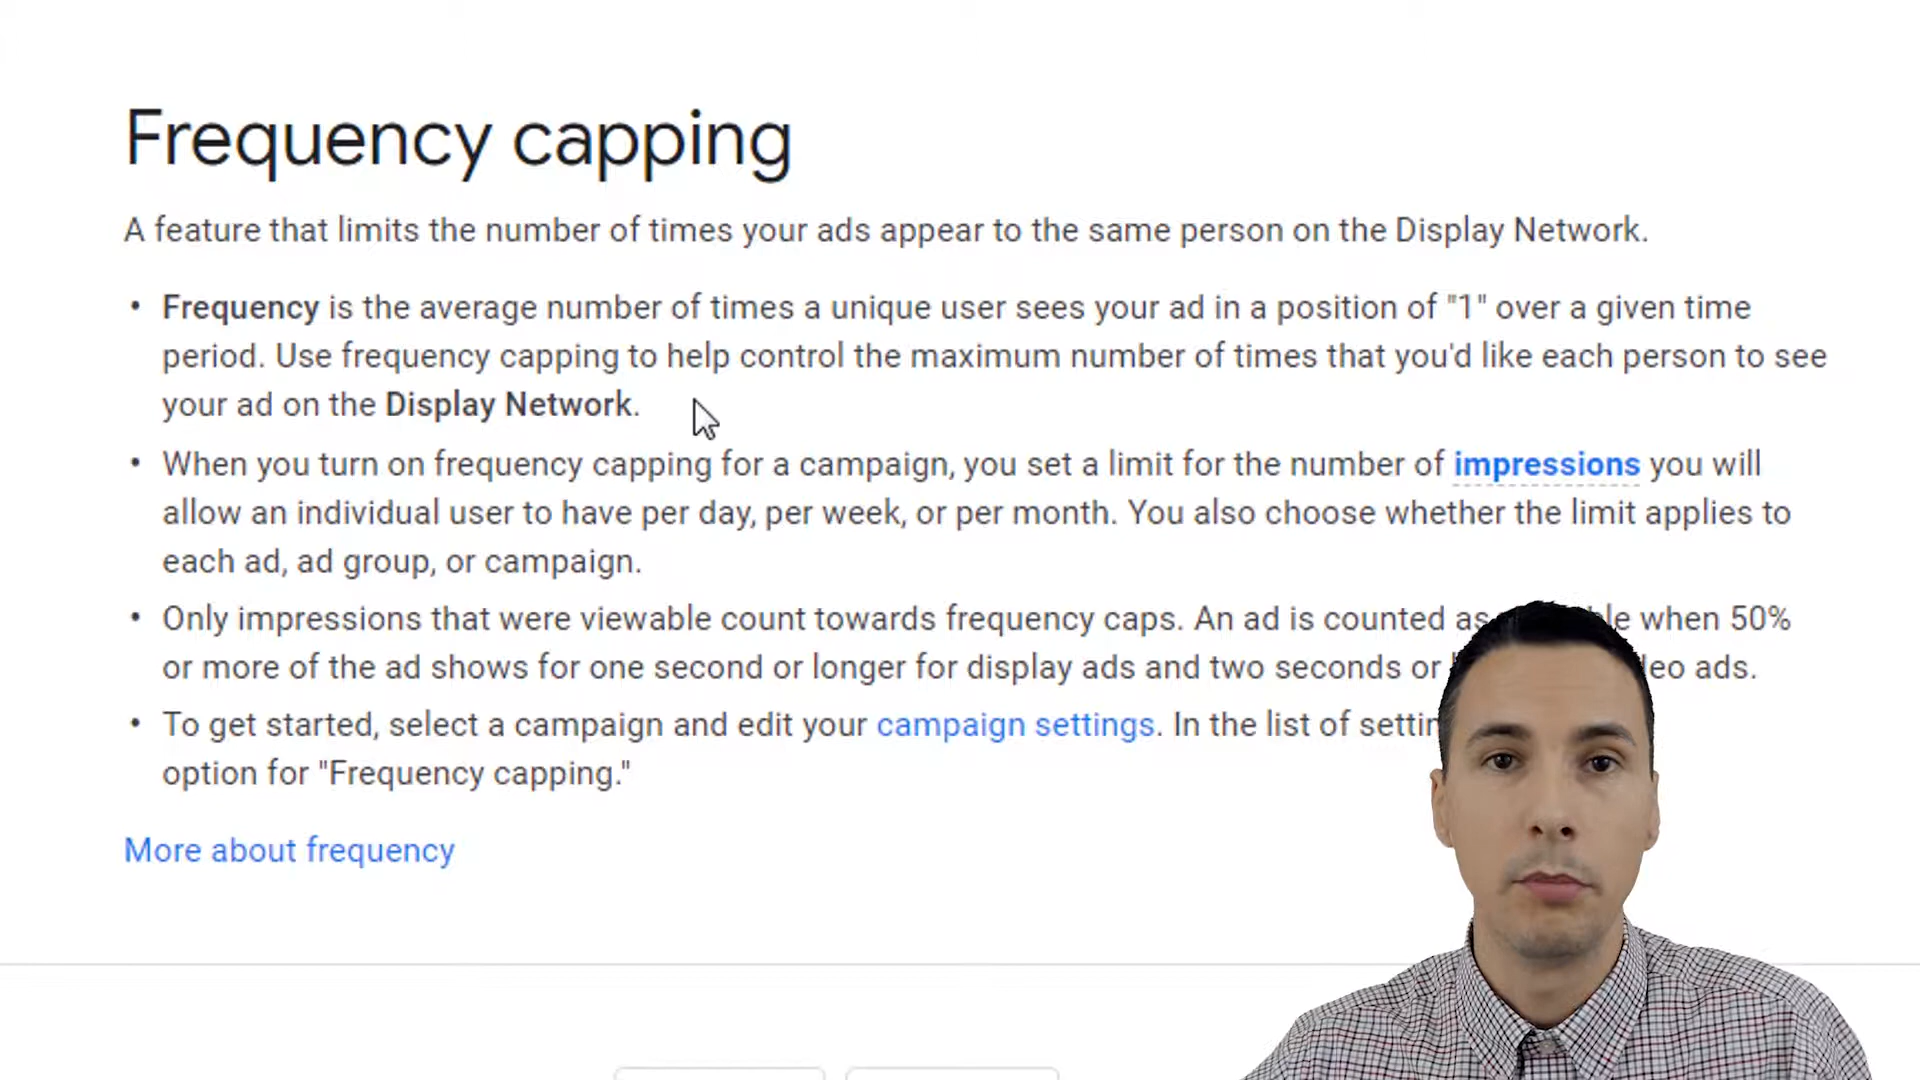 Frequency capping
A feature that limits the number of times your ads appear to the same person on the Display Network.
• Frequency is the average number of times a unique user sees your ad in a position of "1" over a given time
period. Use frequency capping to help control the maximum number of times that you'd like each person to see
your ad on the Display Network.
• When you turn on frequency capping for a campaign, you set a limit for the number of impressions you will
allow an individual user to have per day, per week, or per month. You also choose whether the limit applies to
each ad, ad group, or campaign.
• Only impressions that were viewable count towards frequency caps. An ad is counted as when 50%
or more of the ad shows for one second or longer for display ads and two seconds or ads.
• To get started, select a campaign and edit your campaign settings. In the list of
option for "Frequency capping."
More about frequency